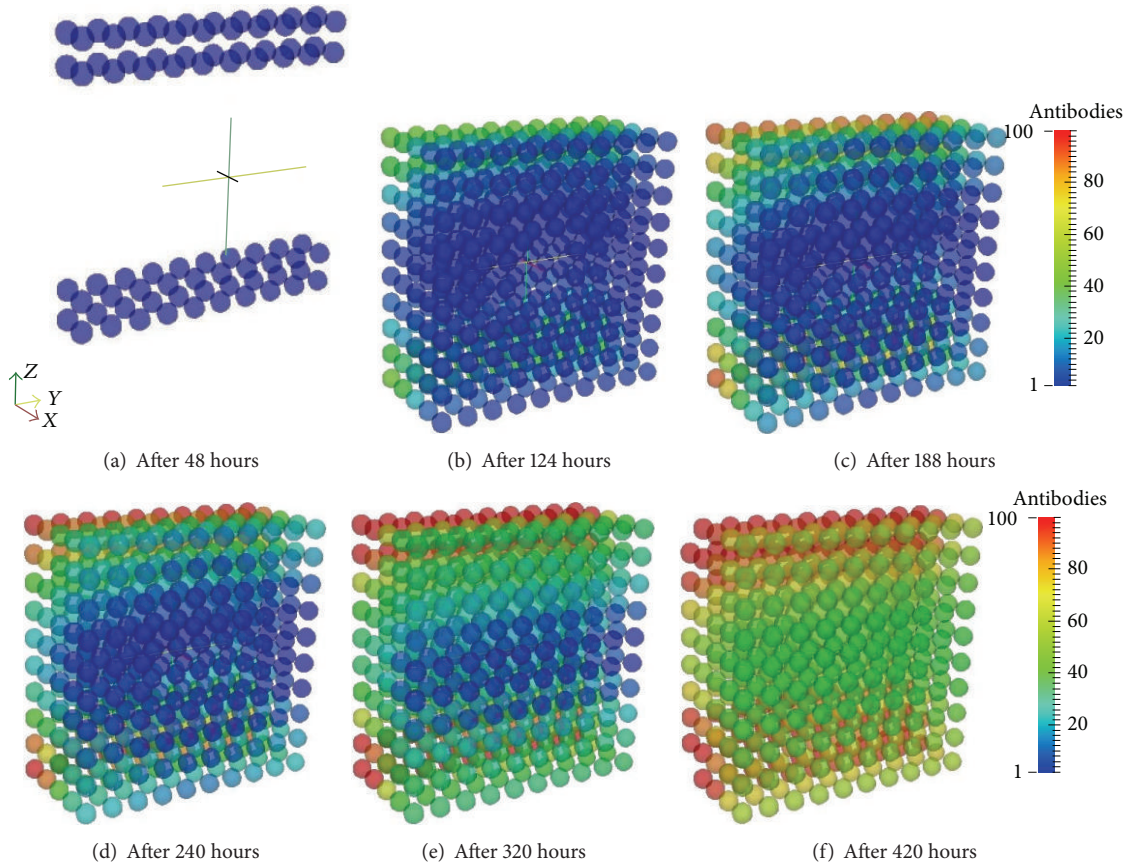 Antibodies
100
80
60
40
20
1
Z
Y
X
(a) After 48 hours
(b) After 124 hours
(c) After 188 hours
Antibodies
100
80
60
40
20
1
(d) After 240 hours
(e) After 320 hours
(f) After 420 hours